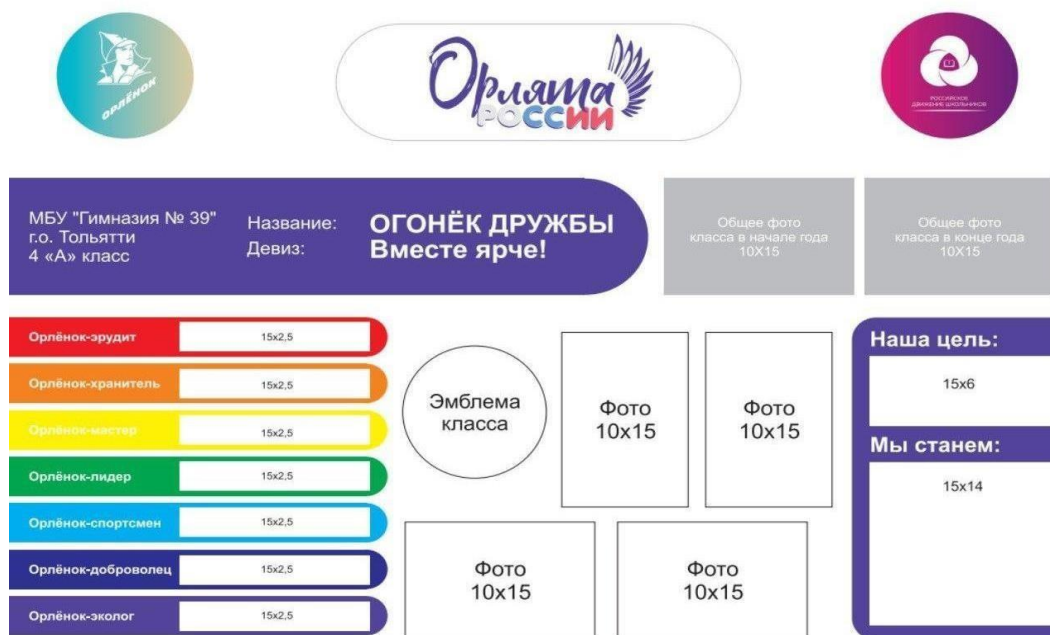 ОРЛЁНОК
Орлята
РОССИИ
РОССИЙСКОЕ
ДВИЖЕНИЕ ШКОЛЬНИКОВ
МБУ "Гимназия № 39"
г.о. Тольятти
4 «А» класс
Название:
Девиз:
ОГОНЁК ДРУЖБЫ
Вместе ярче!
Общее фото
класса в начале года
10Х15
Общее фото
класса в конце года
10Х15
Орлёнок-эрудит
15х2,5
Орлёнок-хранитель
15х2,5
Орлёнок-мастер
15х2,5
Орлёнок-лидер
15х2,5
Орлёнок-спортсмен
15х2,5
Орлёнок-доброволец
15х2,5
Орлёнок-эколог
15х2,5
Эмблема
класса
Фото
10х15
Фото
10х15
Фото
10х15
Фото
10х15
Наша цель:
15х6
Мы станем:
15х14